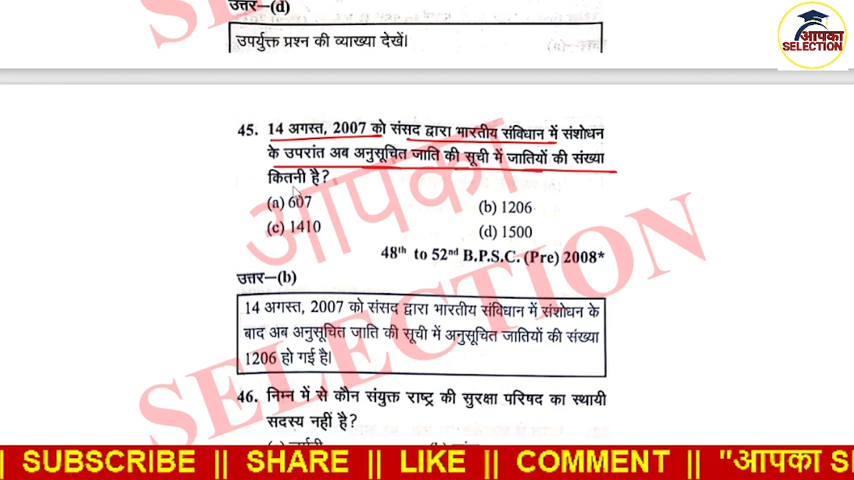 उत्तर–(d)
उपर्युक्त प्रश्न की व्याख्या देखें।
आपका
SELECTION
45. 14 अगस्त, 2007 को संसद द्वारा भारतीय संविधान में संशोधन
के उपरांत अब अनुसूचित जाति की सूची में जातियों की संख्या
कितनी है?
(a) 607
(b) 1206
(c) 1410
(d) 1500
48th to 52nd B.P.S.C. (Pre) 2008*
उत्तर–(b)
14 अगस्त, 2007 को संसद द्वारा भारतीय संविधान में संशोधन के
बाद अब अनुसूचित जाति की सूची में अनुसूचित जातियों की संख्या
1206 हो गई है।
आपका
SELECTION
46. निम्न में से कौन संयुक्त राष्ट्र की सुरक्षा परिषद का स्थायी
सदस्य नहीं है?
|| SUBSCRIBE || SHARE || LIKE || COMMENT || "आपका S